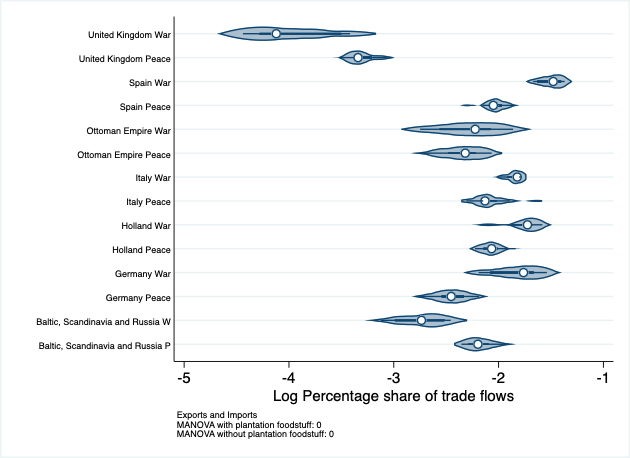 United Kingdom War
United Kingdom Peace
Spain War
Spain Peace
Ottoman Empire War
Ottoman Empire Peace
Italy War
Italy Peace
Holland War
Holland Peace
Germany War
Germany Peace
Baltic, Scandinavia and Russia W
Baltic, Scandinavia and Russia P
-5 -4 -3 -2 -1
Log Percentage share of trade flows
Exports and Imports
MANOVA with plantation foodstuff: 0
MANOVA without plantation foodstuff: 0